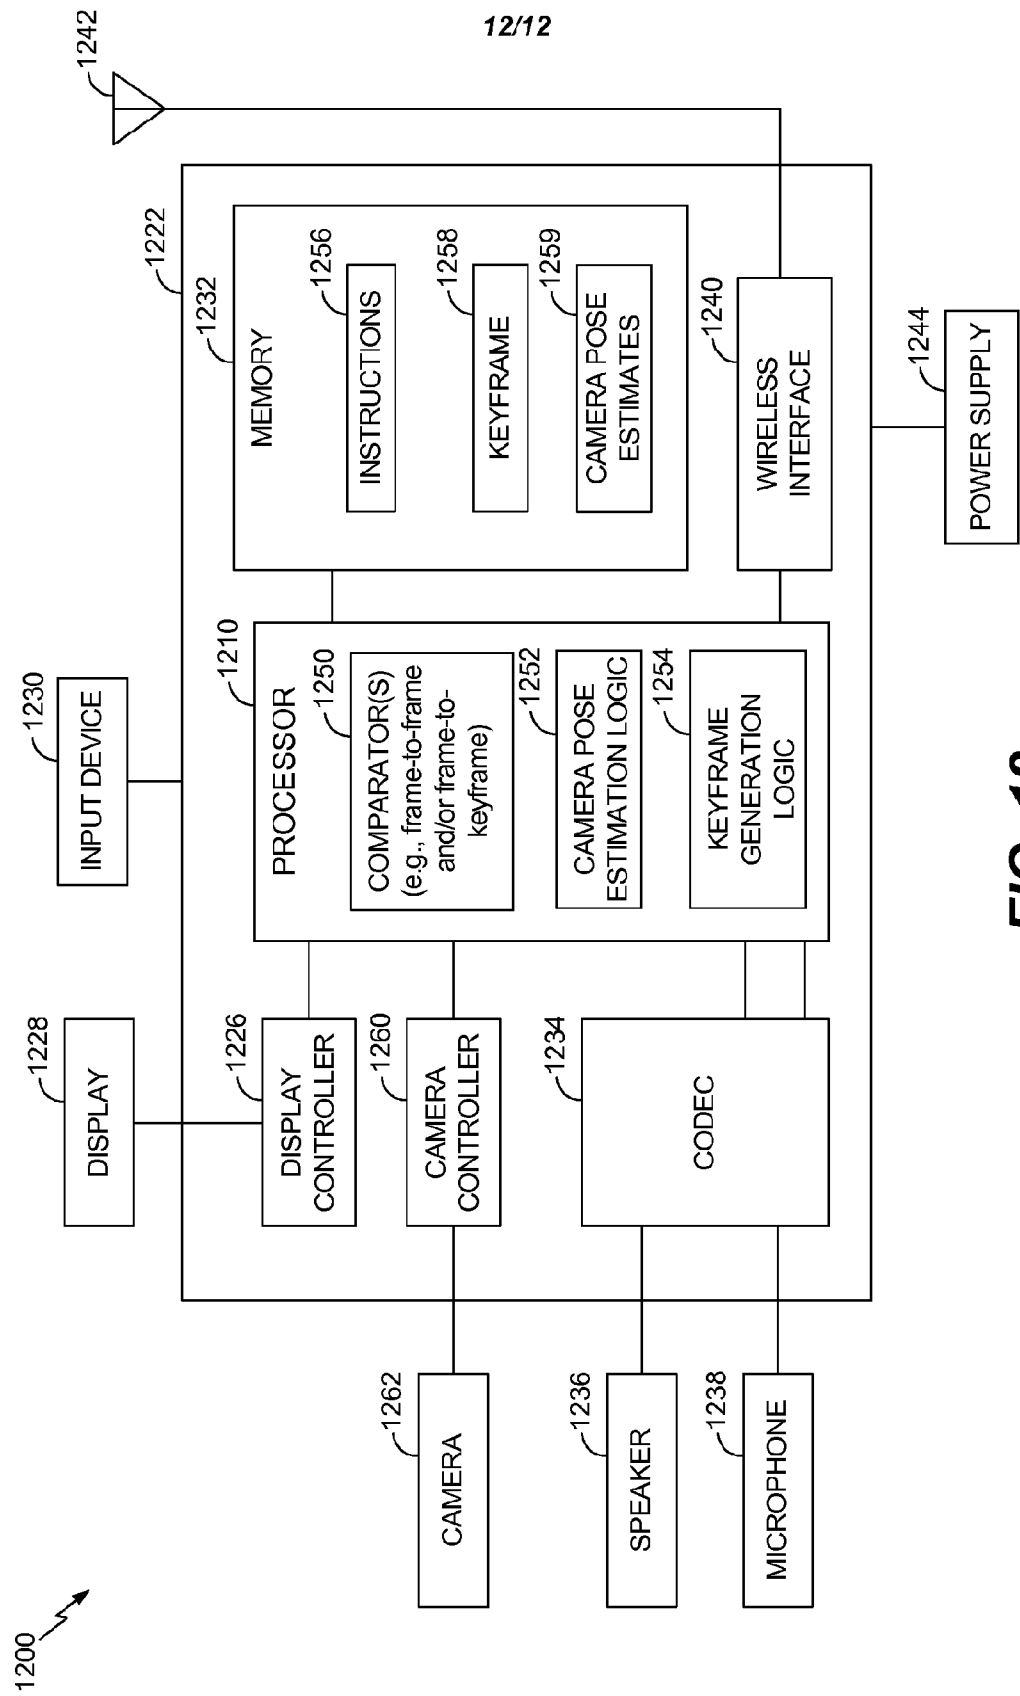 12/12
1200
1242
1222
1232
MEMORY
1256
INSTRUCTIONS
1258
KEYFRAME
1259
CAMERA POSE
ESTIMATES
1240
WIRELESS
INTERFACE
1244
POWER SUPPLY
1230
INPUT DEVICE
1210
PROCESSOR
1250
COMPARATOR(S)
(e.g., frame-to-frame
and/or frame-to-
keyframe)
1252
CAMERA POSE
ESTIMATION LOGIC
1254
KEYFRAME
GENERATION
LOGIC
1228
DISPLAY
1226
DISPLAY
CONTROLLER
1260
CAMERA
CONTROLLER
1234
CODEC
1262
CAMERA
1236
SPEAKER
1238
MICROPHONE